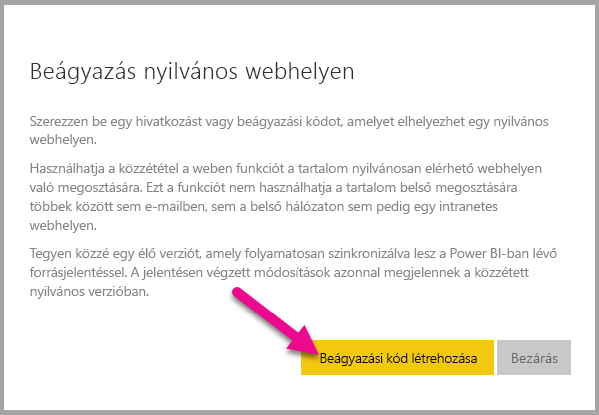 Beágyazás nyilvános webhelyen
Szerezzen be egy hivatkozást vagy beágyazási kódot, amelyet elhelyezhet egy nyilvános
webhelyen.
Használhatja a közzététel a weben funkciót a tartalom nyilvánosan elérhető webhelyen
való megosztására. Ezt a funkciót nem használhatja a tartalom belső megosztására
többek között sem e-mailben, sem a belső hálózaton sem pedig egy intranetes
webhelyen.
Tegyen közzé egy élő verziót, amely folyamatosan szinkronizálva lesz a Power BI-ban lévő
forrásjelentéssel. A jelentésen végzett módosítások azonnal megjelennek a közzétett
nyilvános verzióban.
Beágyazási kód létrehozása
Bezárás